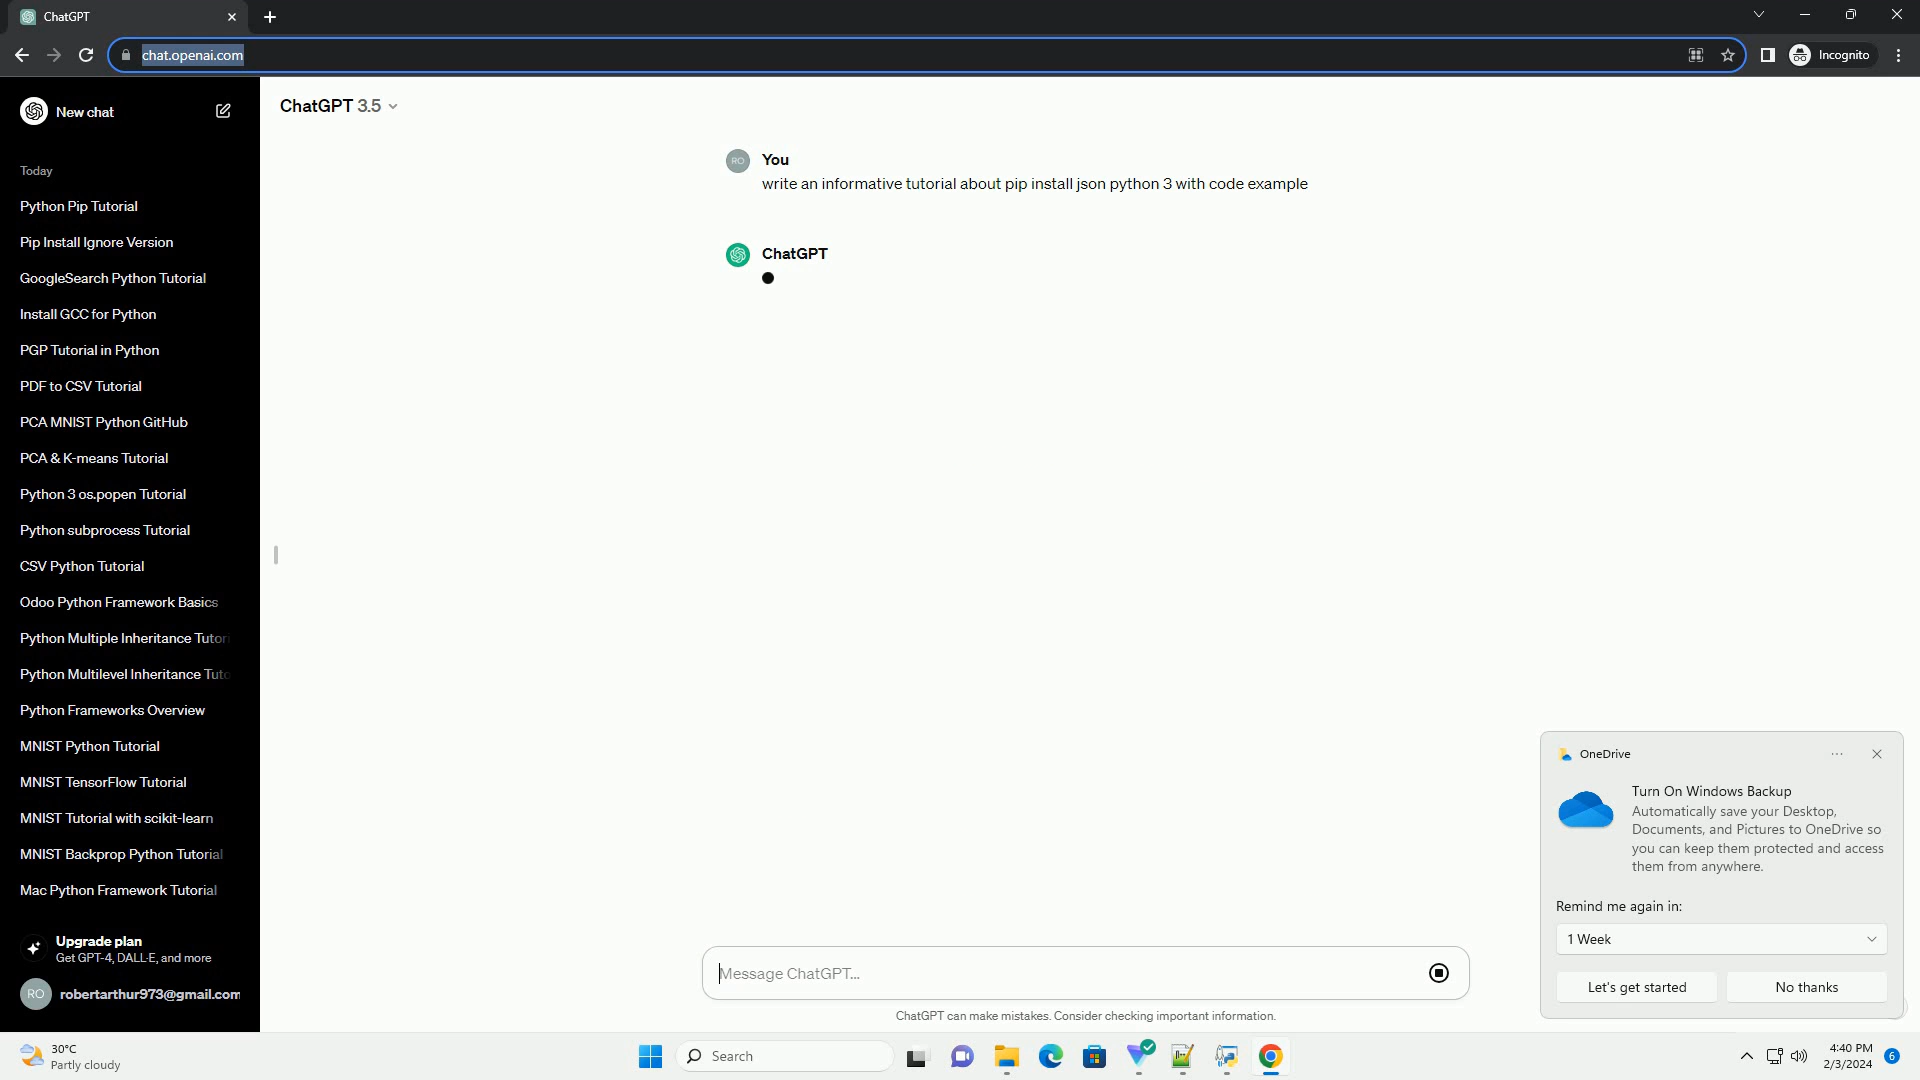 ChatGPT
chat.openai.com
Incognito
New chat
ChatGPT 3.5
Today
Python Pip Tutorial
Pip Install Ignore Version
GoogleSearch Python Tutorial
Install GCC for Python
PGP Tutorial in Python
PDF to CSV Tutorial
PCA MNIST Python GitHub
PCA & K-means Tutorial
Python 3 os.popen Tutorial
Python subprocess Tutorial
CSV Python Tutorial
Odoo Python Framework Basics
Python Multiple Inheritance Tutori
Python Multilevel Inheritance Tuto
Python Frameworks Overview
MNIST Python Tutorial
MNIST TensorFlow Tutorial
MNIST Tutorial with scikit-learn
MNIST Backprop Python Tutorial
Mac Python Framework Tutorial
Upgrade plan
Get GPT-4, DALL·E, and more
RO robertarthur973@gmail.com
RO You
write an informative tutorial about pip install json python 3 with code example
ChatGPT
Message ChatGPT...
ChatGPT can make mistakes. Consider checking important information.
OneDrive
Turn On Windows Backup
Automatically save your Desktop,
Documents, and Pictures to OneDrive so
you can keep them protected and access
them from anywhere.
Remind me again in:
1 Week
Let's get started
No thanks
30°C
Partly cloudy
Search
4:40 PM
2/3/2024
6